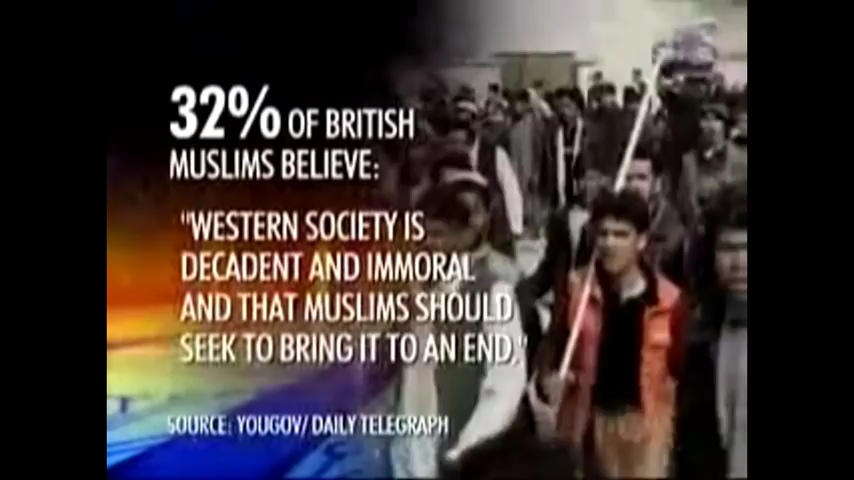 32% OF BRITISH
MUSLIMS BELIEVE:
"WESTERN SOCIETY IS
DECADENT AND IMMORAL
AND THAT MUSLIMS SHOULD
SEEK TO BRING IT TO AN END."
SOURCE: YOUGOV/ DAILY TELEGRAPH